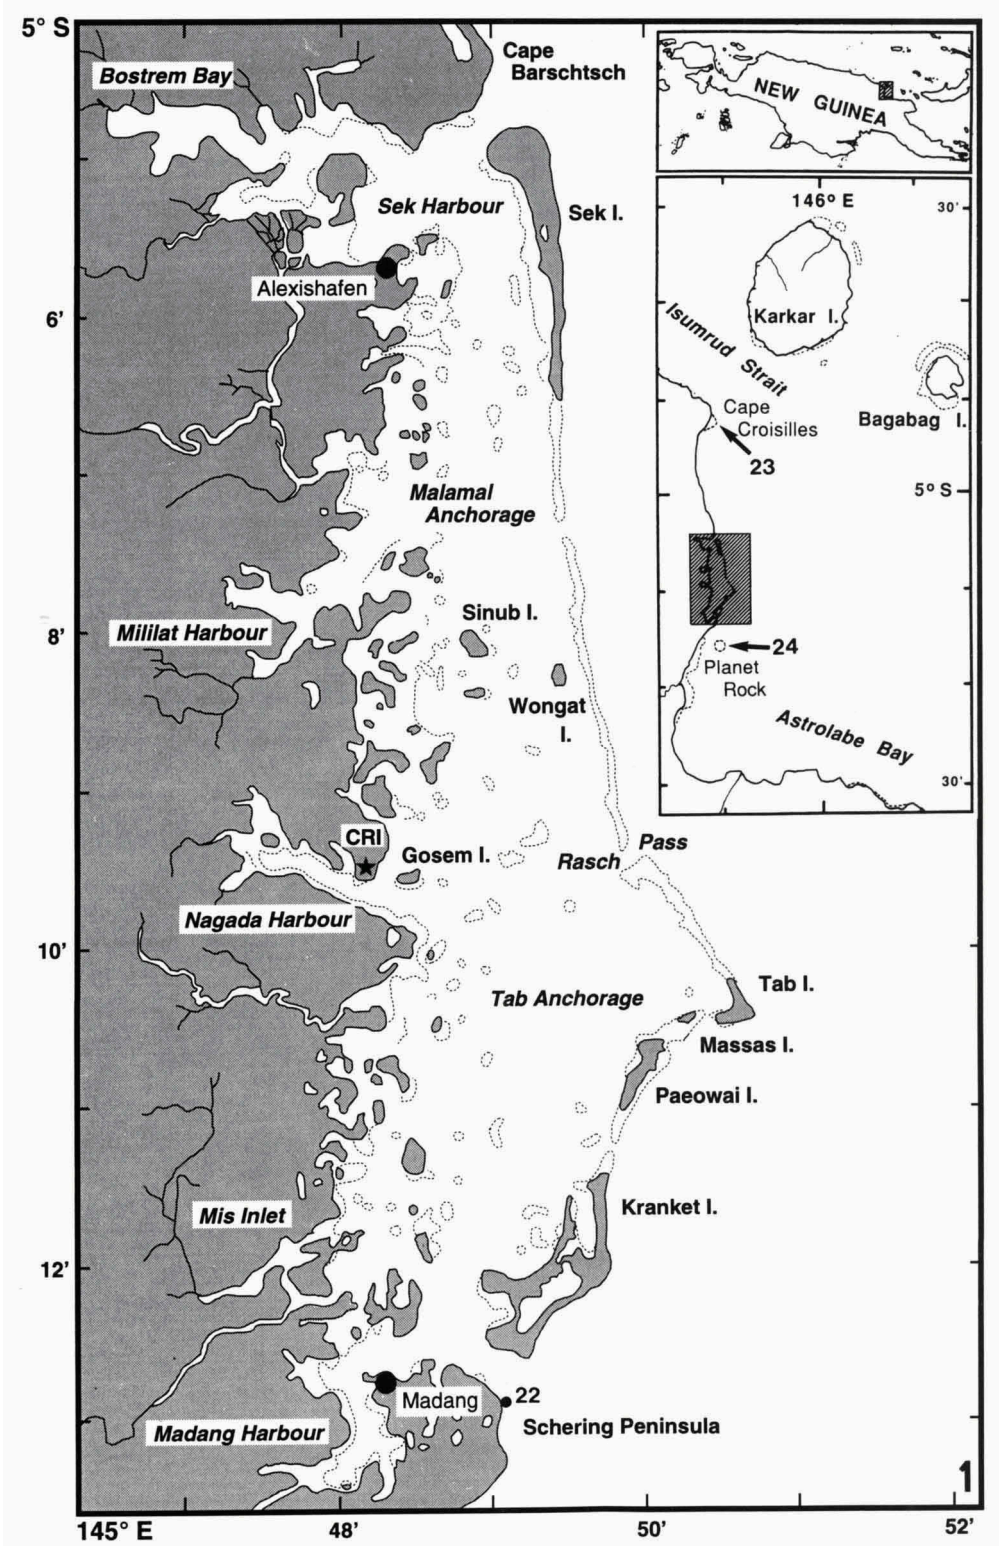 5° S
Cape
Barschtsch
Bostrem Bay
NEW GUINEA
146° E
30'
Sek Harbour
Sek I.
Alexishafen
Karkar I.
6'
Isumrud Strait
Bagabag I.
Cape
Croisilles
23
5° S
Malamal
Anchorage
Sinub I.
8'
Mililat Harbour
24
Planet
Rock
Wongat
I.
Astrolabe Bay
30'
CRI
Gosem I.
Rasch Pass
Nagada Harbour
10'
Tab Anchorage
Tab I.
Massas I.
Paeowai I.
Mis Inlet
Kranket I.
12'
Madang
22
Schering Peninsula
Madang Harbour
1
145° E
48'
50'
52'